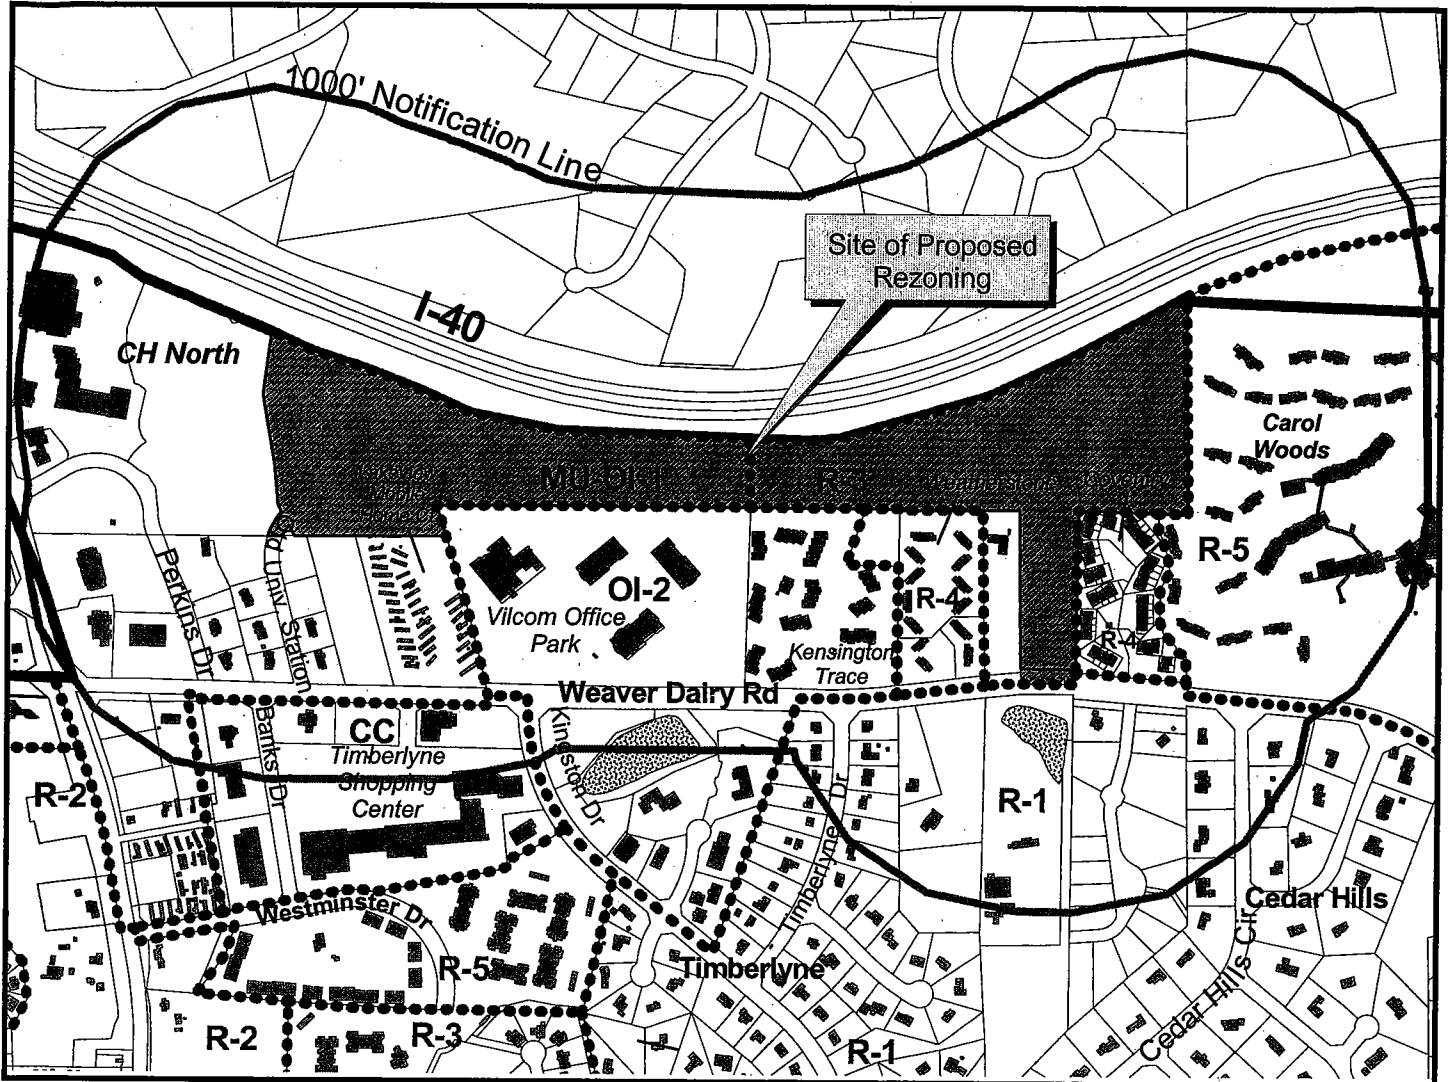 1000' Notification Line
Site of Proposed
Rezoning
I-40
CH North
Carol
Woods
MU-OI-1
R-5
OI-2
Vilcom Office
Park
R-4
Kensington
Trace
R-4
Perkins Dr
Old Univ. Station
Weaver Dairy Rd
CC
Timberlyne
Shopping
Center
Banks Dr
Kingston Dr
R-2
R-1
Timberlyne Dr
Cedar Hills
Westminster Dr
R-5
Timberlyne
Cedar Hills Cir
R-2
R-3
R-1